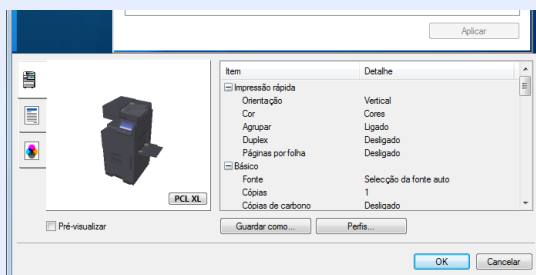 Aplicar
Item Detalhe
Impressão rápida
Orientação Vertical
Cor Cores
Agrupar Ligado
Duplex Desligado
Páginas por folha Desligado
Básico
Fonte Selecção da fonte auto
Cópias 1
Cópias de carbono Desligado
PCL XL
Pré-visualizar Guardar como... Perfis...
OK Cancelar